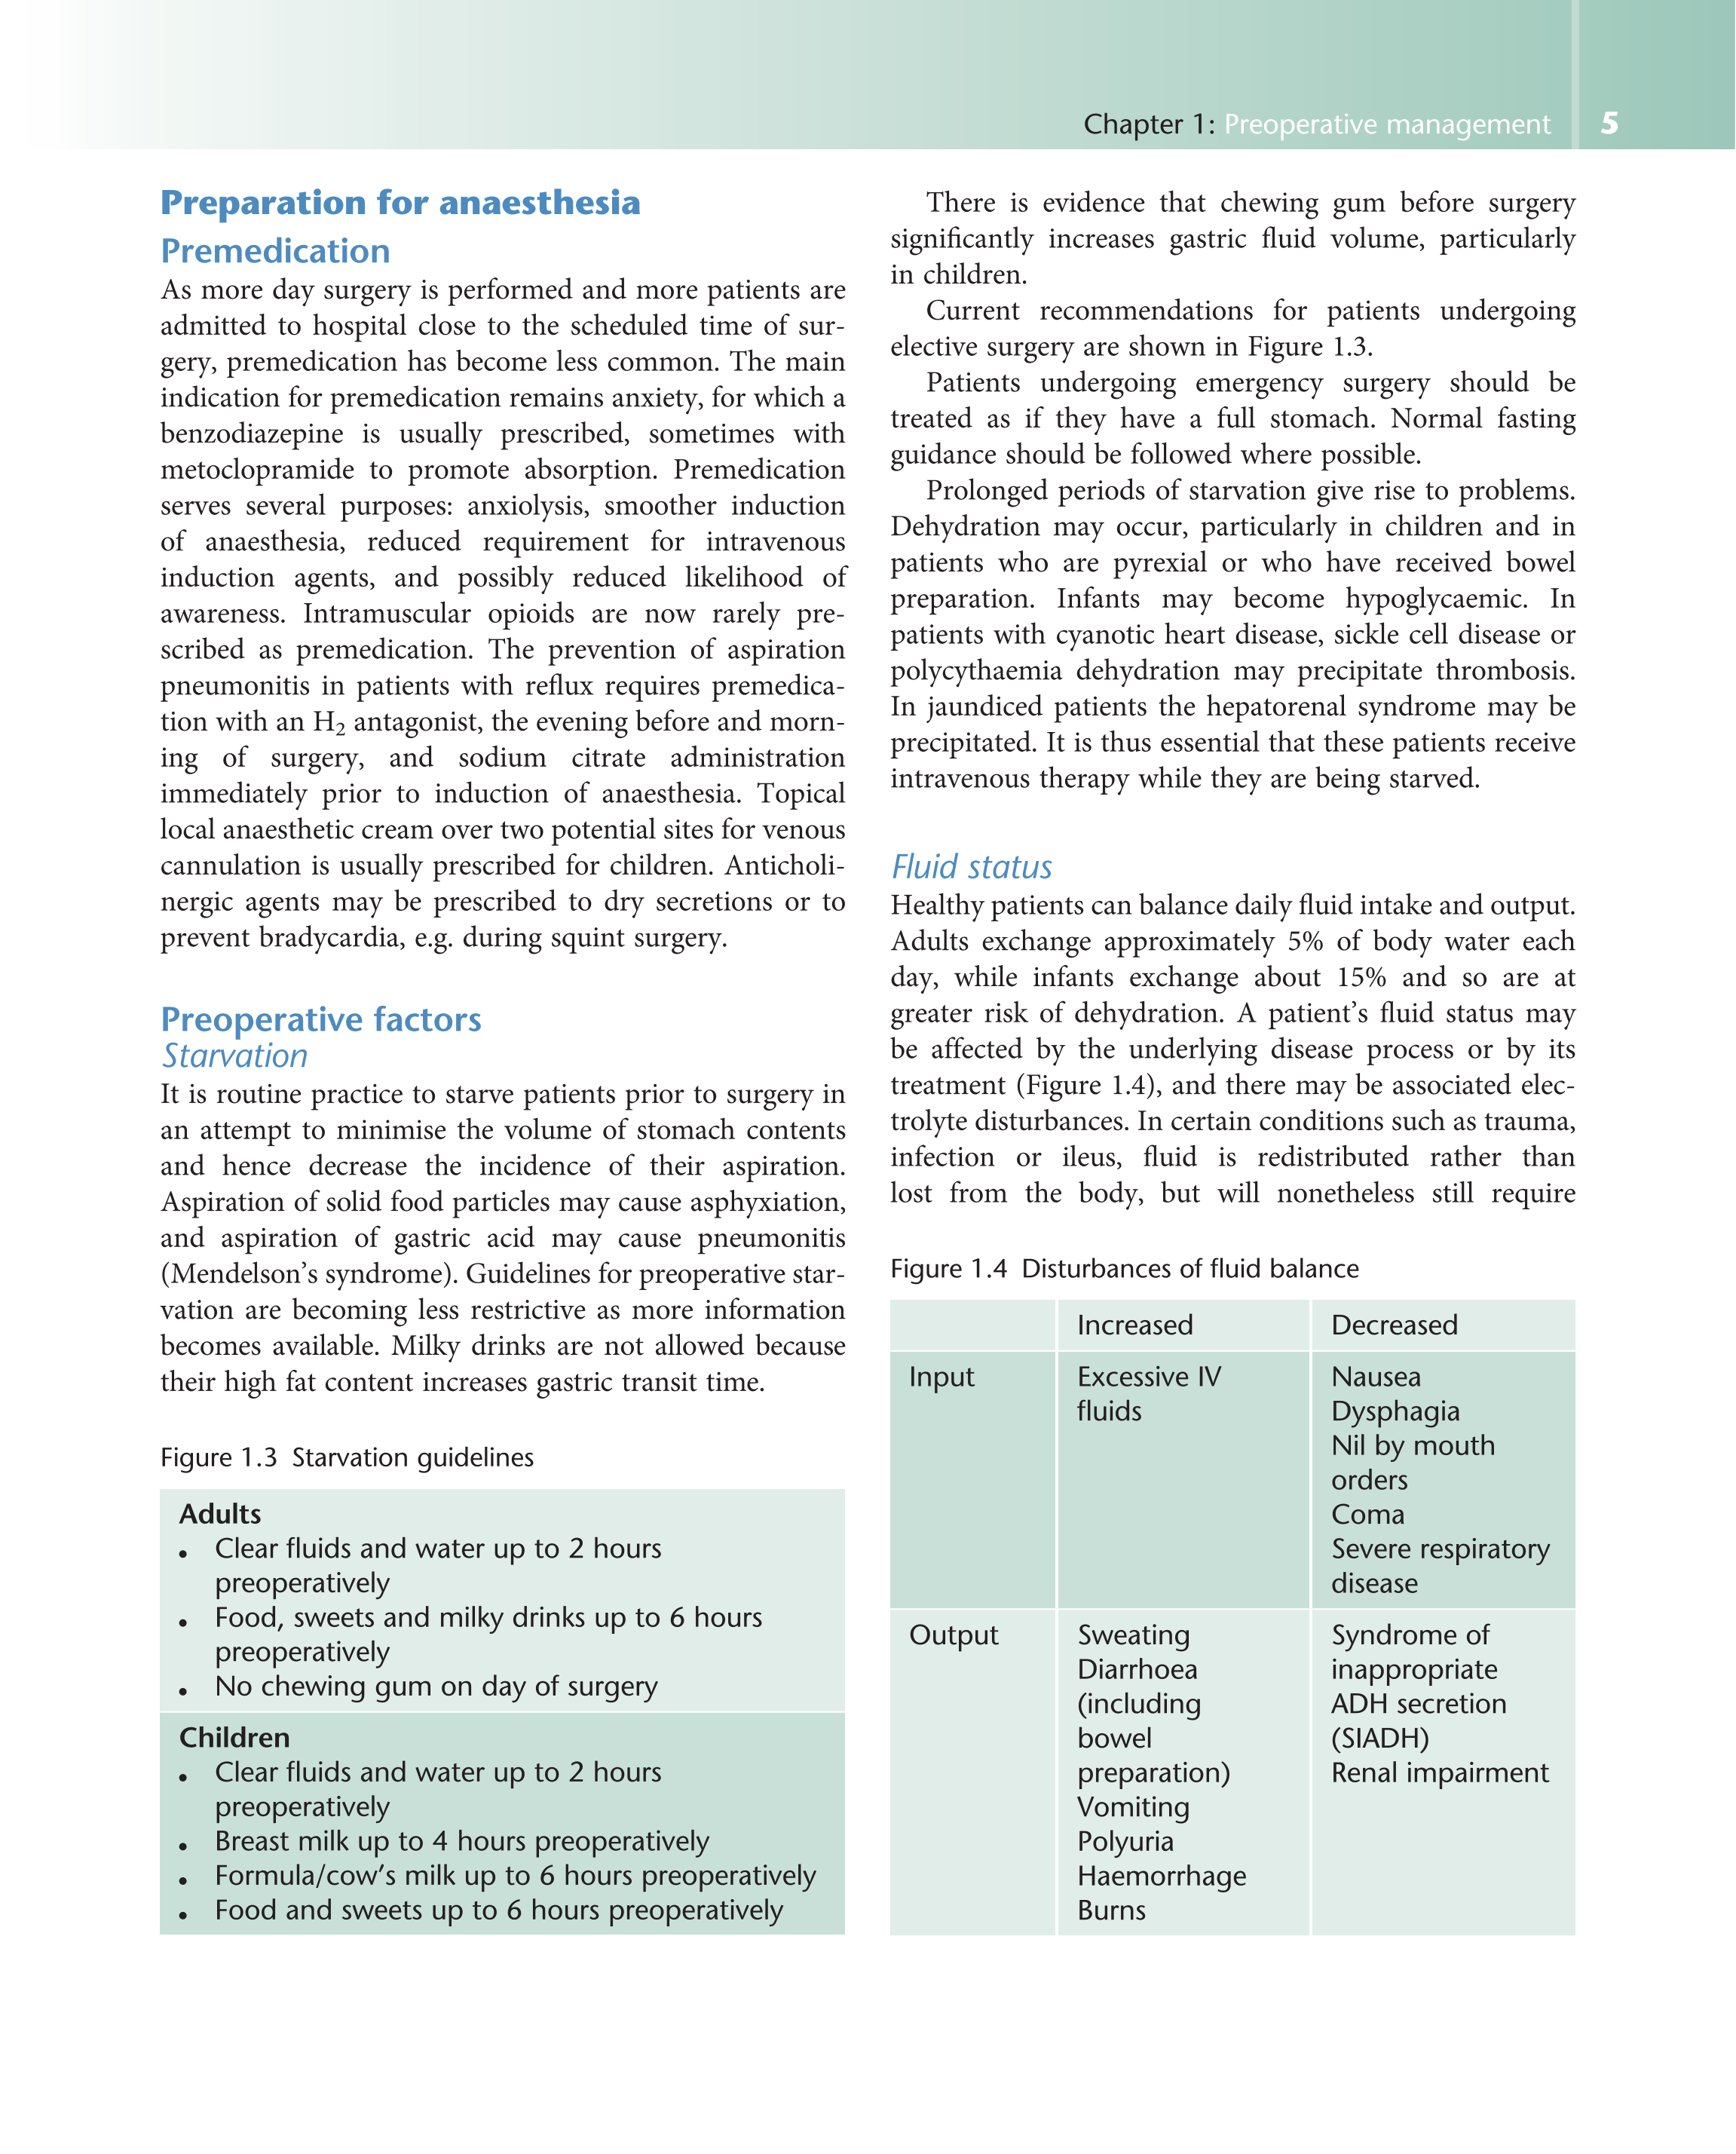 Chapter 1: Preoperative management 5
Preparation for anaesthesia
Premedication
As more day surgery is performed and more patients are
admitted to hospital close to the scheduled time of sur-
gery, premedication has become less common. The main
indication for premedication remains anxiety, for which a
benzodiazepine is usually prescribed, sometimes with
metoclopramide to promote absorption. Premedication
serves several purposes: anxiolysis, smoother induction
of anaesthesia, reduced requirement for intravenous
induction agents, and possibly reduced likelihood of
awareness. Intramuscular opioids are now rarely pre-
scribed as premedication. The prevention of aspiration
pneumonitis in patients with reflux requires premedica-
tion with an H₂ antagonist, the evening before and morn-
ing of surgery, and sodium citrate administration
immediately prior to induction of anaesthesia. Topical
local anaesthetic cream over two potential sites for venous
cannulation is usually prescribed for children. Anticholi-
nergic agents may be prescribed to dry secretions or to
prevent bradycardia, e.g. during squint surgery.
Preoperative factors
Starvation
It is routine practice to starve patients prior to surgery in
an attempt to minimise the volume of stomach contents
and hence decrease the incidence of their aspiration.
Aspiration of solid food particles may cause asphyxiation,
and aspiration of gastric acid may cause pneumonitis
(Mendelson's syndrome). Guidelines for preoperative star-
vation are becoming less restrictive as more information
becomes available. Milky drinks are not allowed because
their high fat content increases gastric transit time.
Figure 1.3 Starvation guidelines
Adults
• Clear fluids and water up to 2 hours
preoperatively
• Food, sweets and milky drinks up to 6 hours
preoperatively
• No chewing gum on day of surgery
Children
• Clear fluids and water up to 2 hours
preoperatively
• Breast milk up to 4 hours preoperatively
• Formula/cow's milk up to 6 hours preoperatively
• Food and sweets up to 6 hours preoperatively
There is evidence that chewing gum before surgery
significantly increases gastric fluid volume, particularly
in children.
Current recommendations for patients undergoing
elective surgery are shown in Figure 1.3.
Patients undergoing emergency surgery should be
treated as if they have a full stomach. Normal fasting
guidance should be followed where possible.
Prolonged periods of starvation give rise to problems.
Dehydration may occur, particularly in children and in
patients who are pyrexial or who have received bowel
preparation. Infants may become hypoglycaemic. In
patients with cyanotic heart disease, sickle cell disease or
polycythaemia dehydration may precipitate thrombosis.
In jaundiced patients the hepatorenal syndrome may be
precipitated. It is thus essential that these patients receive
intravenous therapy while they are being starved.
Fluid status
Healthy patients can balance daily fluid intake and output.
Adults exchange approximately 5% of body water each
day, while infants exchange about 15% and so are at
greater risk of dehydration. A patient's fluid status may
be affected by the underlying disease process or by its
treatment (Figure 1.4), and there may be associated elec-
trolyte disturbances. In certain conditions such as trauma,
infection or ileus, fluid is redistributed rather than
lost from the body, but will nonetheless still require
Figure 1.4 Disturbances of fluid balance
Increased Decreased
Input
Excessive IV
fluids
Nausea
Dysphagia
Nil by mouth
orders
Coma
Severe respiratory
disease
Output
Sweating
Diarrhoea
(including
bowel
preparation)
Vomiting
Polyuria
Haemorrhage
Burns
Syndrome of
inappropriate
ADH secretion
(SIADH)
Renal impairment